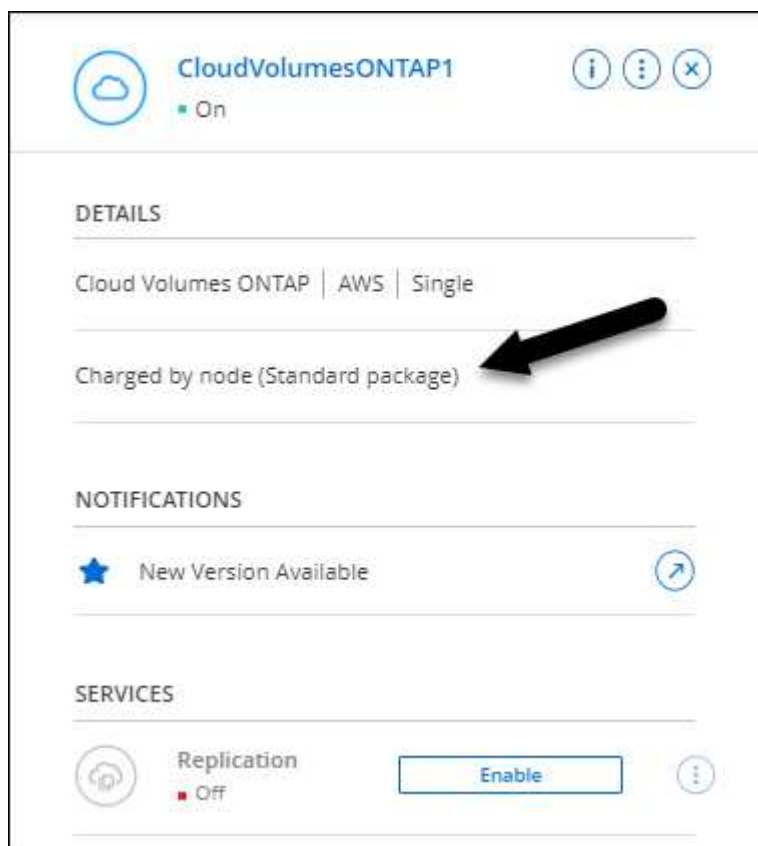 CloudVolumesONTAP1
On
DETAILS
Cloud Volumes ONTAP | AWS | Single
Charged by node (Standard package)
NOTIFICATIONS
New Version Available
SERVICES
Replication
Enable
Off